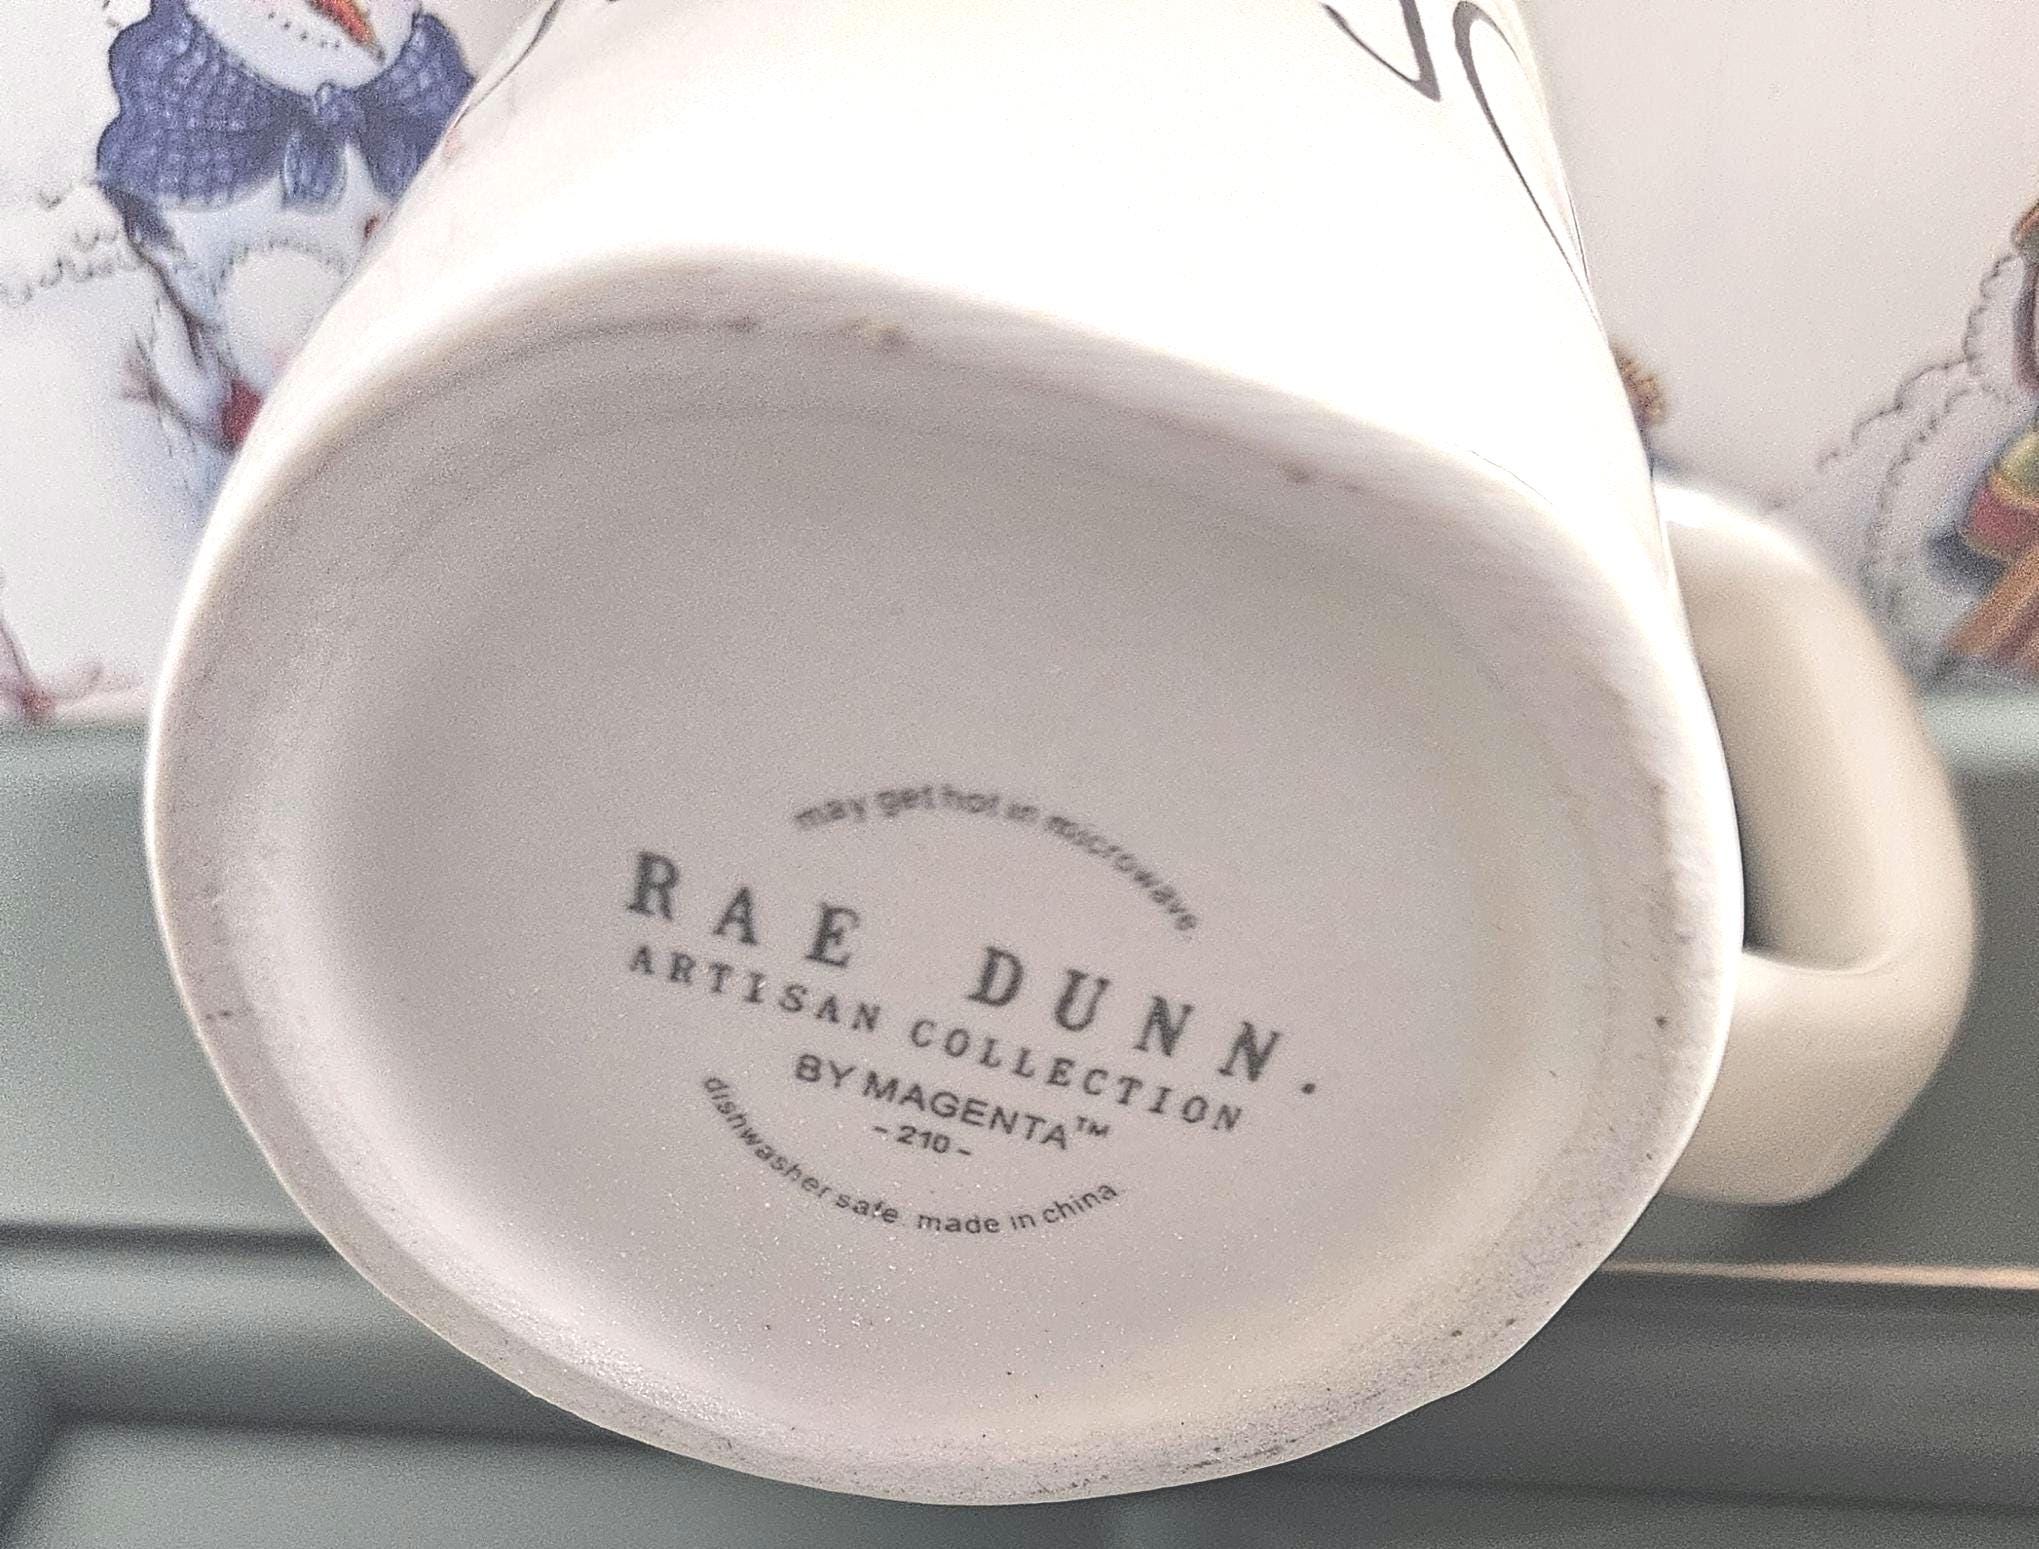 may get hot in microwave.
RAE DUNN.
ARTISAN COLLECTION
BY MAGENTA™
- 210 -
dishwasher safe. made in china